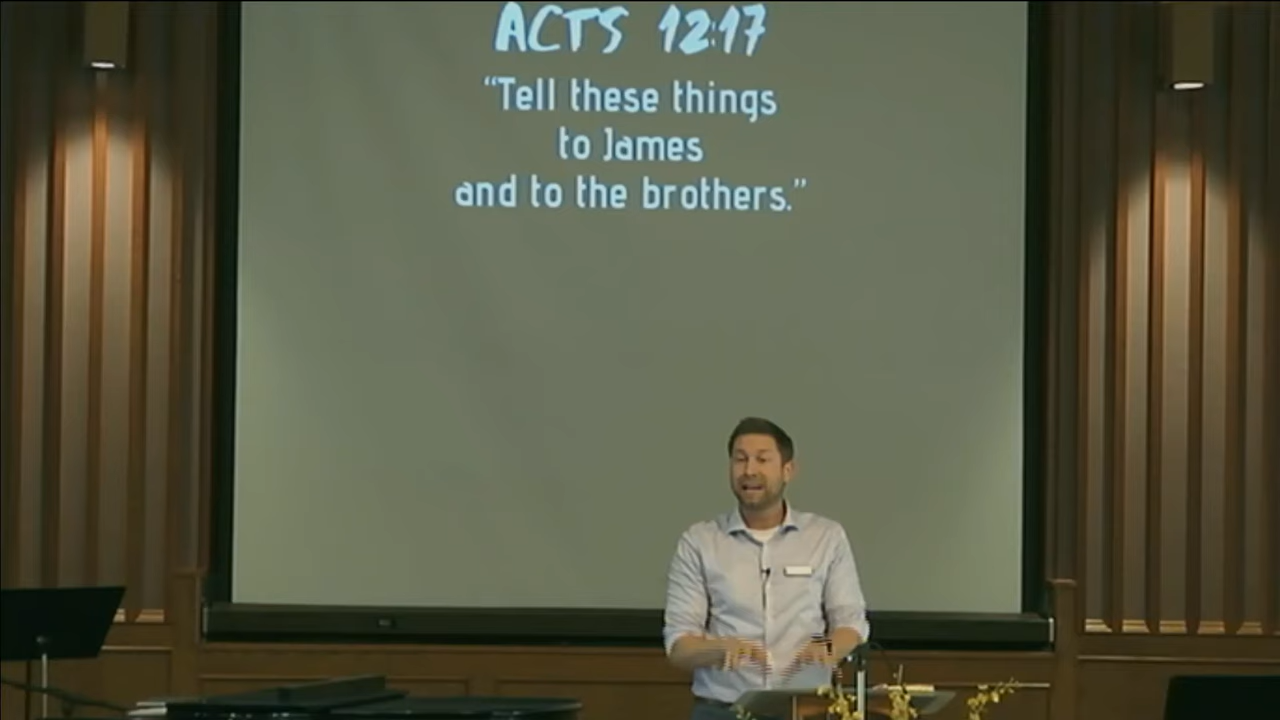 ACTS 12:17
“Tell these things
to James
and to the brothers.”